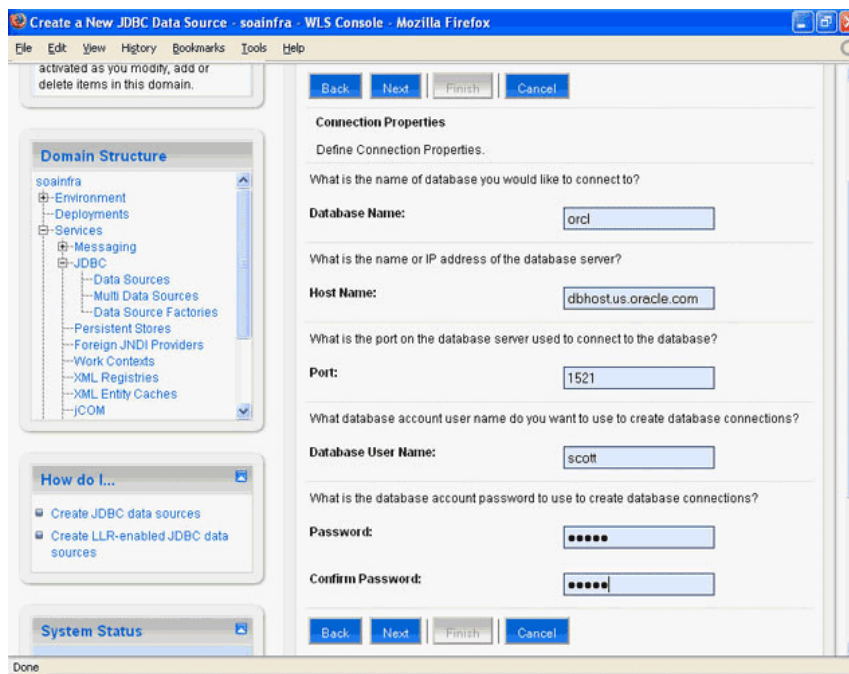 Create a New JDBC Data Source - soainfra - WLS Console - Mozilla Firefox
File Edit View History Bookmarks Tools Help
activated as you modify, add or
delete items in this domain.
Domain Structure
soainfra
Environment
Deployments
Services
Messaging
JDBC
Data Sources
Multi Data Sources
Data Source Factories
Persistent Stores
Foreign JNDI Providers
Work Contexts
XML Registries
XML Entity Caches
jCOM
How do I...
Create JDBC data sources
Create LLR-enabled JDBC data
sources
System Status
Back Next Finish Cancel
Connection Properties
Define Connection Properties.
What is the name of database you would like to connect to?
Database Name: orcl
What is the name or IP address of the database server?
Host Name: dbhost.us.oracle.com
What is the port on the database server used to connect to the database?
Port: 1521
What database account user name do you want to use to create database connections?
Database User Name: scott
What is the database account password to use to create database connections?
Password: •••••
Confirm Password: •••••
Back Next Finish Cancel
Done